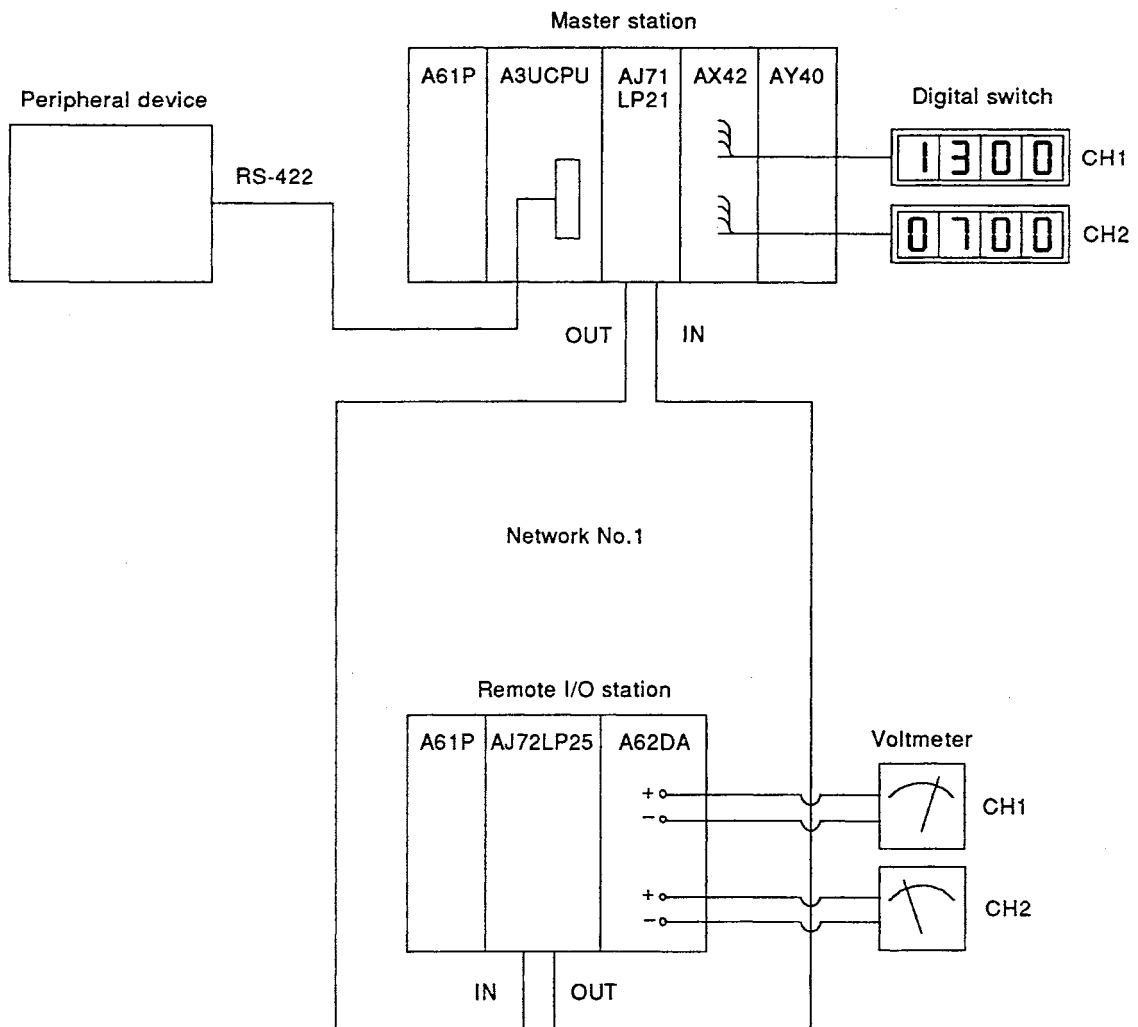 Master station
A61P
A3UCPU
AJ71
LP21
AX42
AY40
Peripheral device
Digital switch
RS-422
1300
CH1
0700
CH2
OUT
IN
Network No.1
Remote I/O station
A61P
AJ72LP25
A62DA
Voltmeter
+
−
CH1
+
−
CH2
IN
OUT